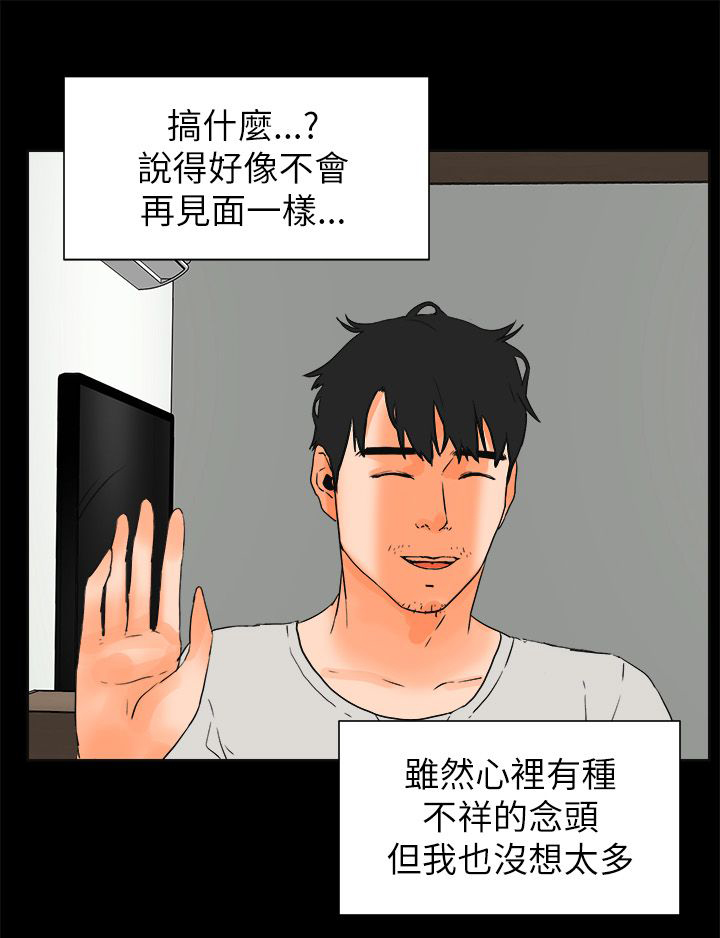 搞什麼...?
說得好像不會
再見面一樣...
雖然心裡有種
不祥的念頭
但我也沒想太多